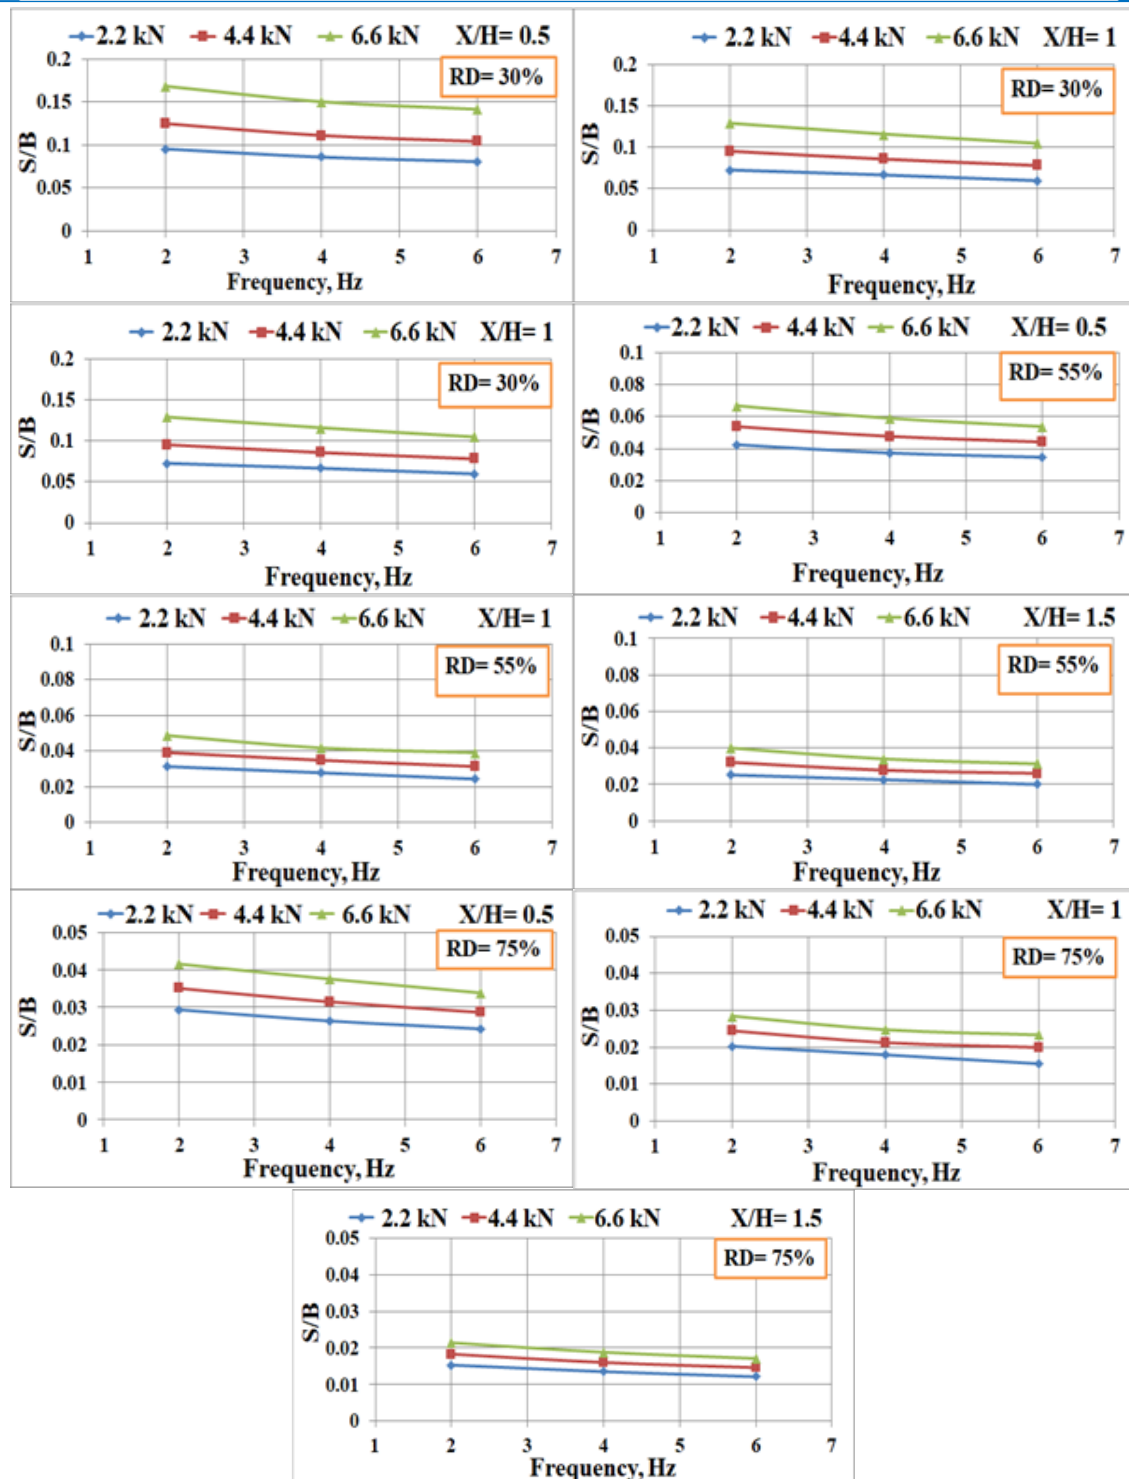 2.2 kN 4.4 kN 6.6 kN X/H= 0.5
RD= 30%
0.2
0.15
0.1
0.05
0
S/B
1 2 3 4 5 6 7
Frequency, Hz
2.2 kN 4.4 kN 6.6 kN X/H= 1
RD= 30%
0.2
0.15
0.1
0.05
0
S/B
1 2 3 4 5 6 7
Frequency, Hz
2.2 kN 4.4 kN 6.6 kN X/H= 1
RD= 30%
0.2
0.15
0.1
0.05
0
S/B
1 2 3 4 5 6 7
Frequency, Hz
2.2 kN 4.4 kN 6.6 kN X/H= 0.5
RD= 55%
0.1
0.08
0.06
0.04
0.02
0
S/B
1 2 3 4 5 6 7
Frequency, Hz
2.2 kN 4.4 kN 6.6 kN X/H= 1
RD= 55%
0.1
0.08
0.06
0.04
0.02
0
S/B
1 2 3 4 5 6 7
Frequency, Hz
2.2 kN 4.4 kN 6.6 kN X/H= 1.5
RD= 55%
0.1
0.08
0.06
0.04
0.02
0
S/B
1 2 3 4 5 6 7
Frequency, Hz
2.2 kN 4.4 kN 6.6 kN X/H= 0.5
RD= 75%
0.05
0.04
0.03
0.02
0.01
0
S/B
1 2 3 4 5 6 7
Frequency, Hz
2.2 kN 4.4 kN 6.6 kN X/H= 1
RD= 75%
0.05
0.04
0.03
0.02
0.01
0
S/B
1 2 3 4 5 6 7
Frequency, Hz
2.2 kN 4.4 kN 6.6 kN X/H= 1.5
RD= 75%
0.05
0.04
0.03
0.02
0.01
0
S/B
1 2 3 4 5 6 7
Frequency, Hz